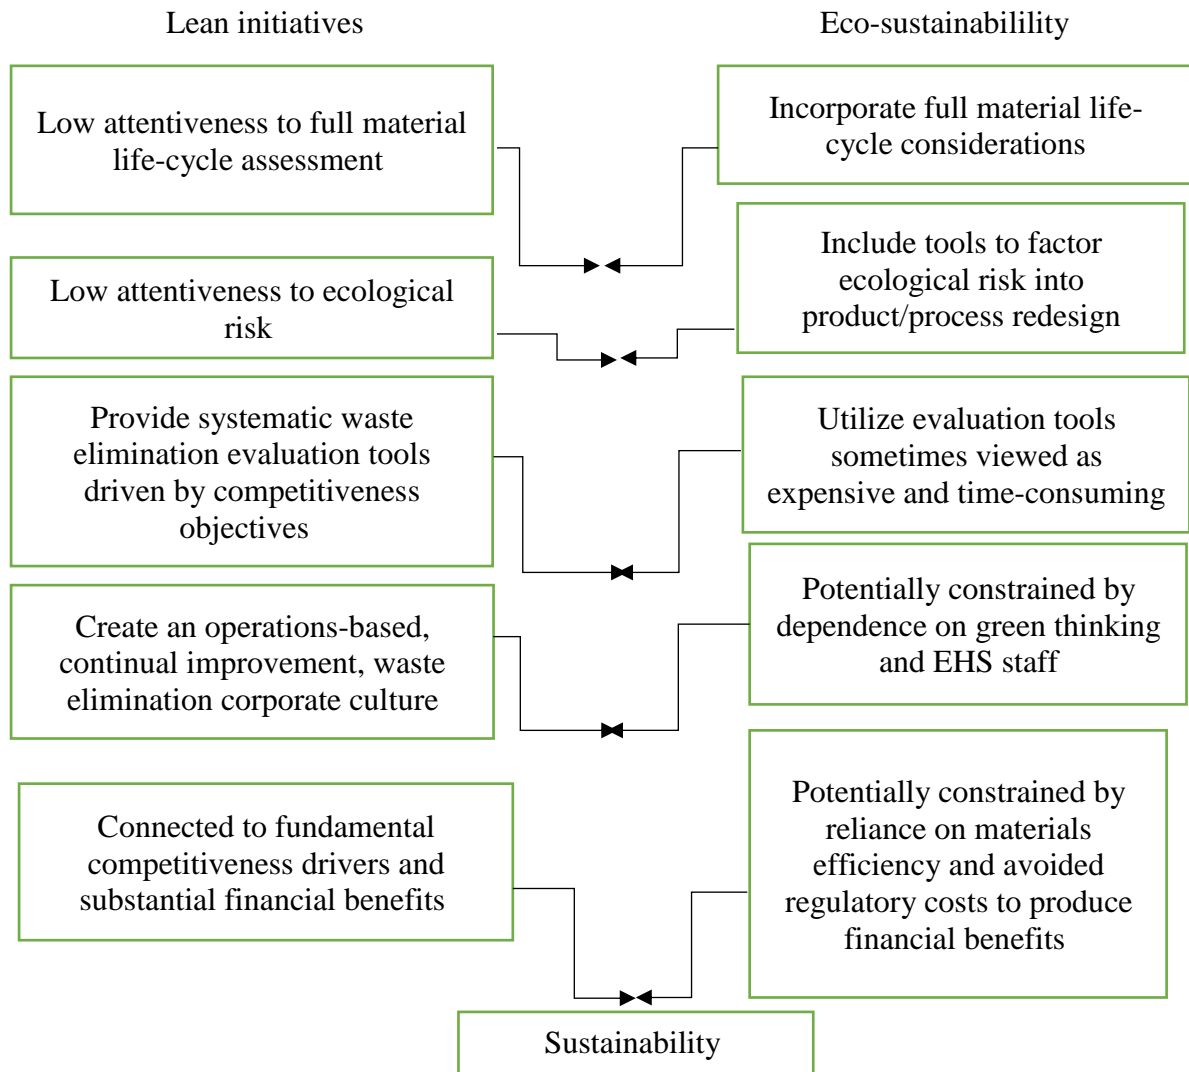 Lean initiatives
Eco-sustainabilility
Low attentiveness to full material
life-cycle assessment
Incorporate full material life-
cycle considerations
Low attentiveness to ecological
risk
Include tools to factor
ecological risk into
product/process redesign
Provide systematic waste
elimination evaluation tools
driven by competitiveness
objectives
Utilize evaluation tools
sometimes viewed as
expensive and time-consuming
Create an operations-based,
continual improvement, waste
elimination corporate culture
Potentially constrained by
dependence on green thinking
and EHS staff
Connected to fundamental
competitiveness drivers and
substantial financial benefits
Potentially constrained by
reliance on materials
efficiency and avoided
regulatory costs to produce
financial benefits
Sustainability